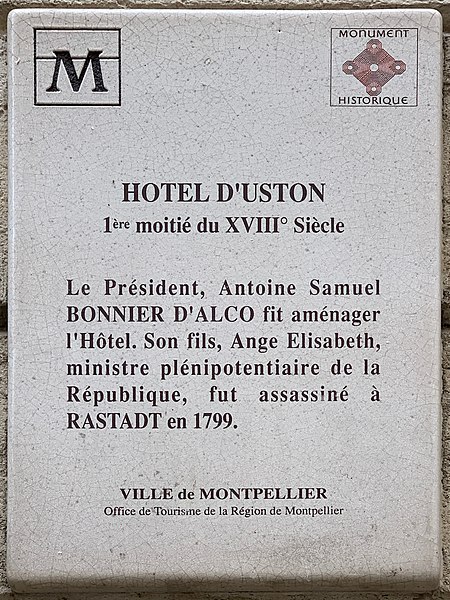 M
MONUMENT
HISTORIQUE
HOTEL D'USTON
1ère moitié du XVIII° Siècle
Le Président, Antoine Samuel
BONNIER D'ALCO fit aménager
l'Hôtel. Son fils, Ange Elisabeth,
ministre plénipotentiaire de la
République, fut assassiné à
RASTADT en 1799.
VILLE de MONTPELLIER
Office de Tourisme de la Région de Montpellier